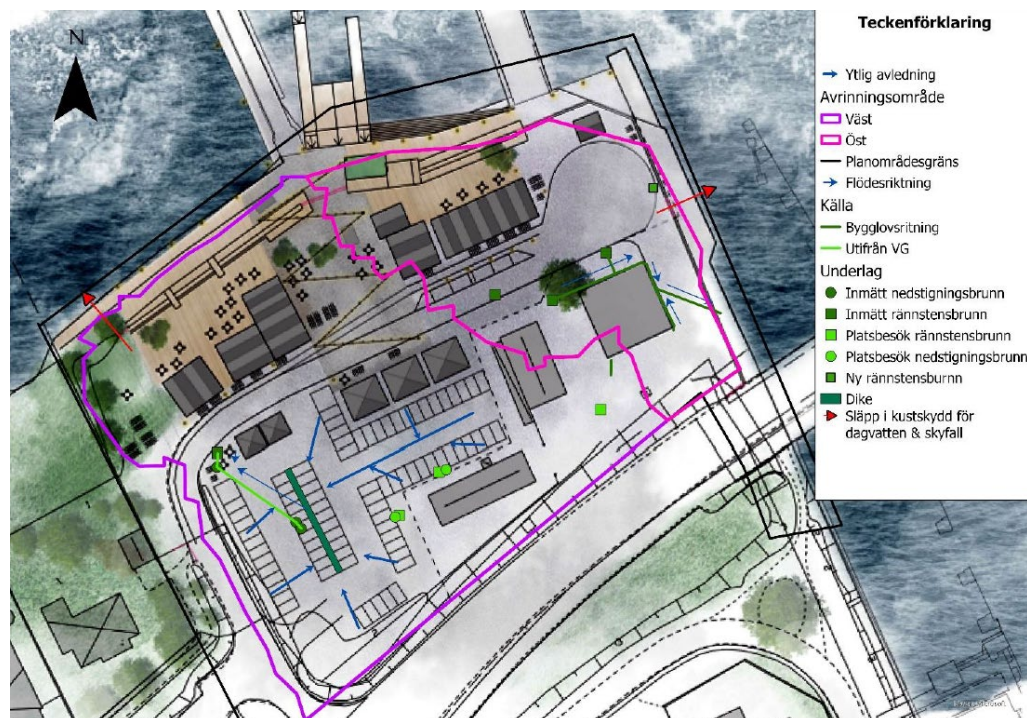 N
Teckenförklaring
Ytlig avledning
Avrinningsområde
Väst
Öst
Planområdesgräns
Flödesriktning
Källa
Bygglovsritning
Utifrån VG
Underlag
Inmätt nedstigningsbrunn
Inmätt rännstensbrunn
Platsbesök rännstensbrunn
Platsbesök nedstigningsbrunn
Ny rännstensburnn
Dike
Släpp i kustskydd för
dagvatten & skyfall